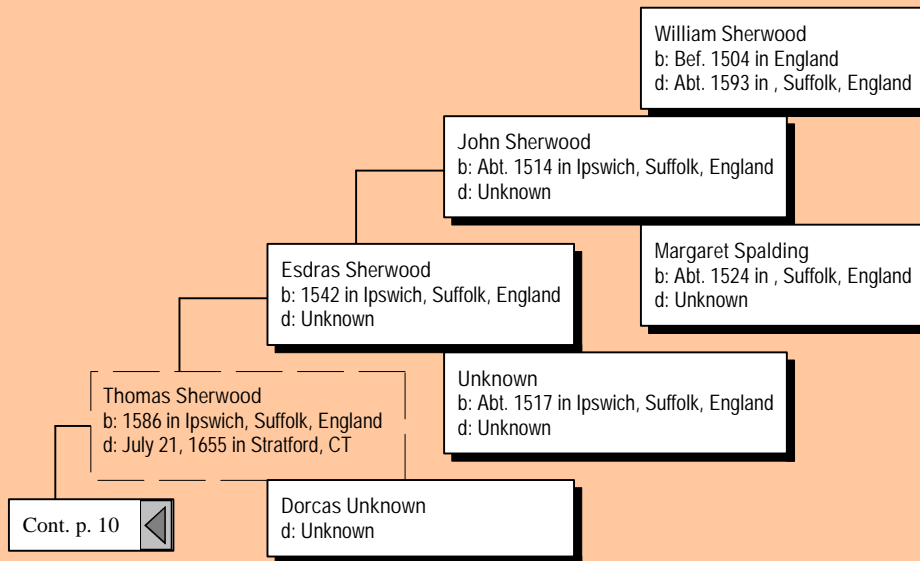 William Sherwood
b: Bef. 1504 in England
d: Abt. 1593 in , Suffolk, England
John Sherwood
b: Abt. 1514 in Ipswich, Suffolk, England
d: Unknown
Margaret Spalding
b: Abt. 1524 in , Suffolk, England
d: Unknown
Esdras Sherwood
b: 1542 in Ipswich, Suffolk, England
d: Unknown
Unknown
b: Abt. 1517 in Ipswich, Suffolk, England
d: Unknown
Thomas Sherwood
b: 1586 in Ipswich, Suffolk, England
d: July 21, 1655 in Stratford, CT
Dorcas Unknown
d: Unknown
Cont. p. 10